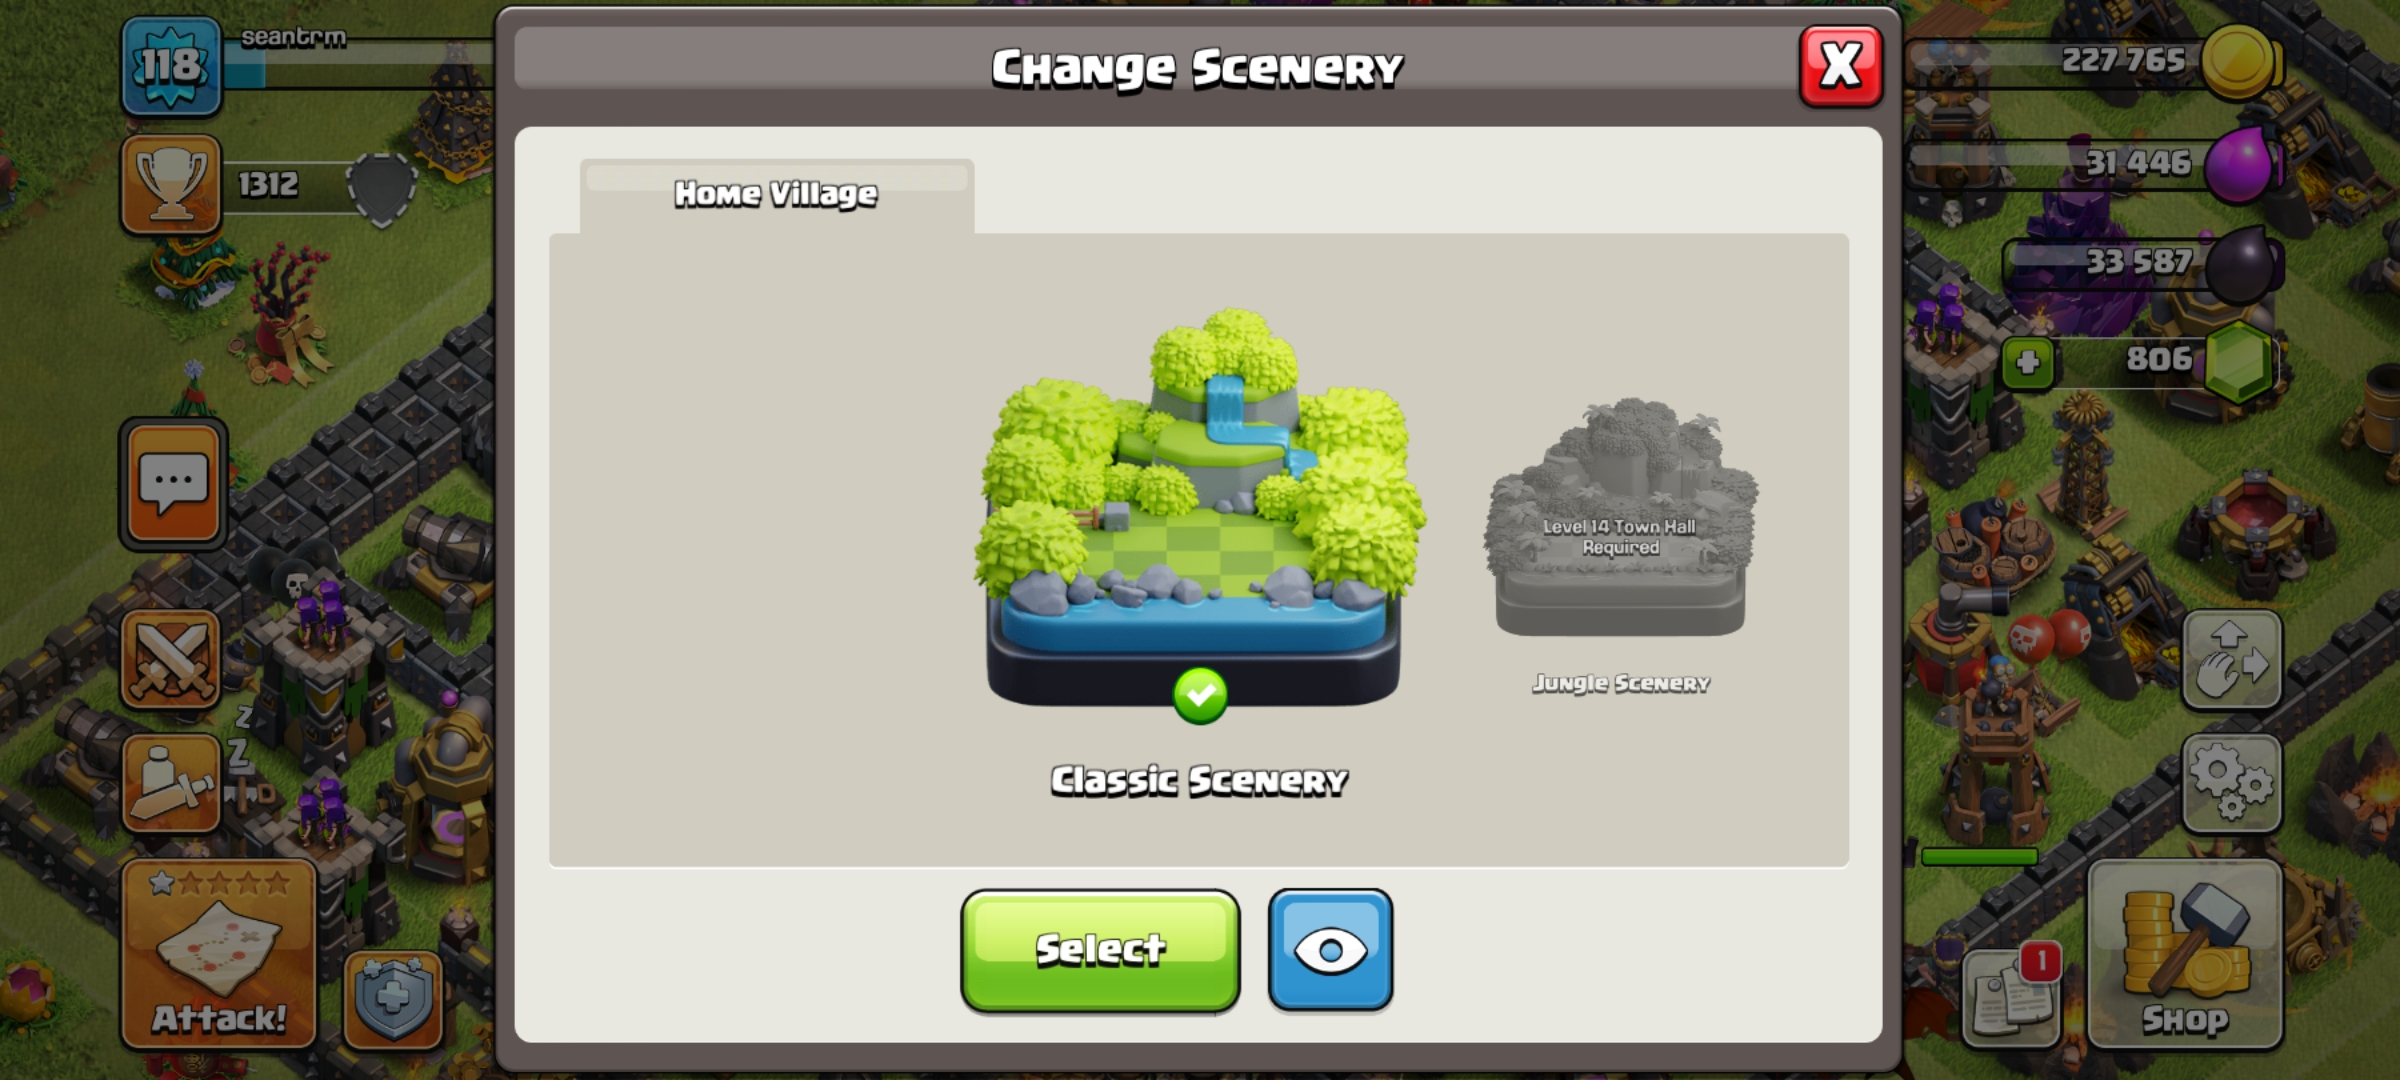 118
seantrm
Change Scenery
X
227 765
1312
Home Village
31 446
33 587
806
Level 14 Town Hall
Required
Jungle Scenery
Z
Z
Classic Scenery
Select
1
Attack!
Shop